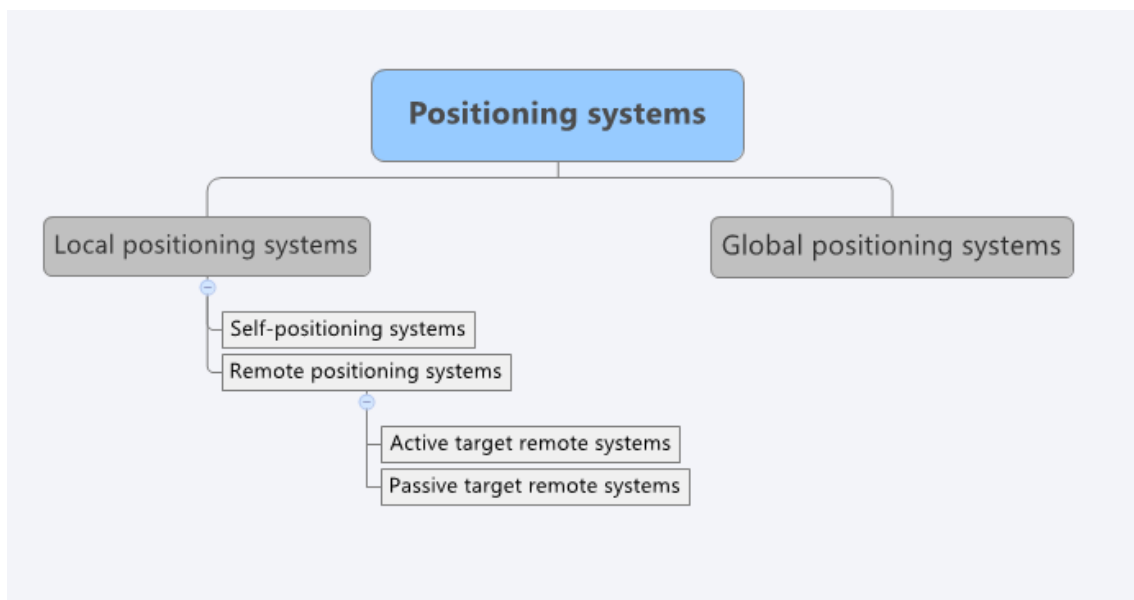 Positioning systems
Local positioning systems
Global positioning systems
Self-positioning systems
Remote positioning systems
Active target remote systems
Passive target remote systems